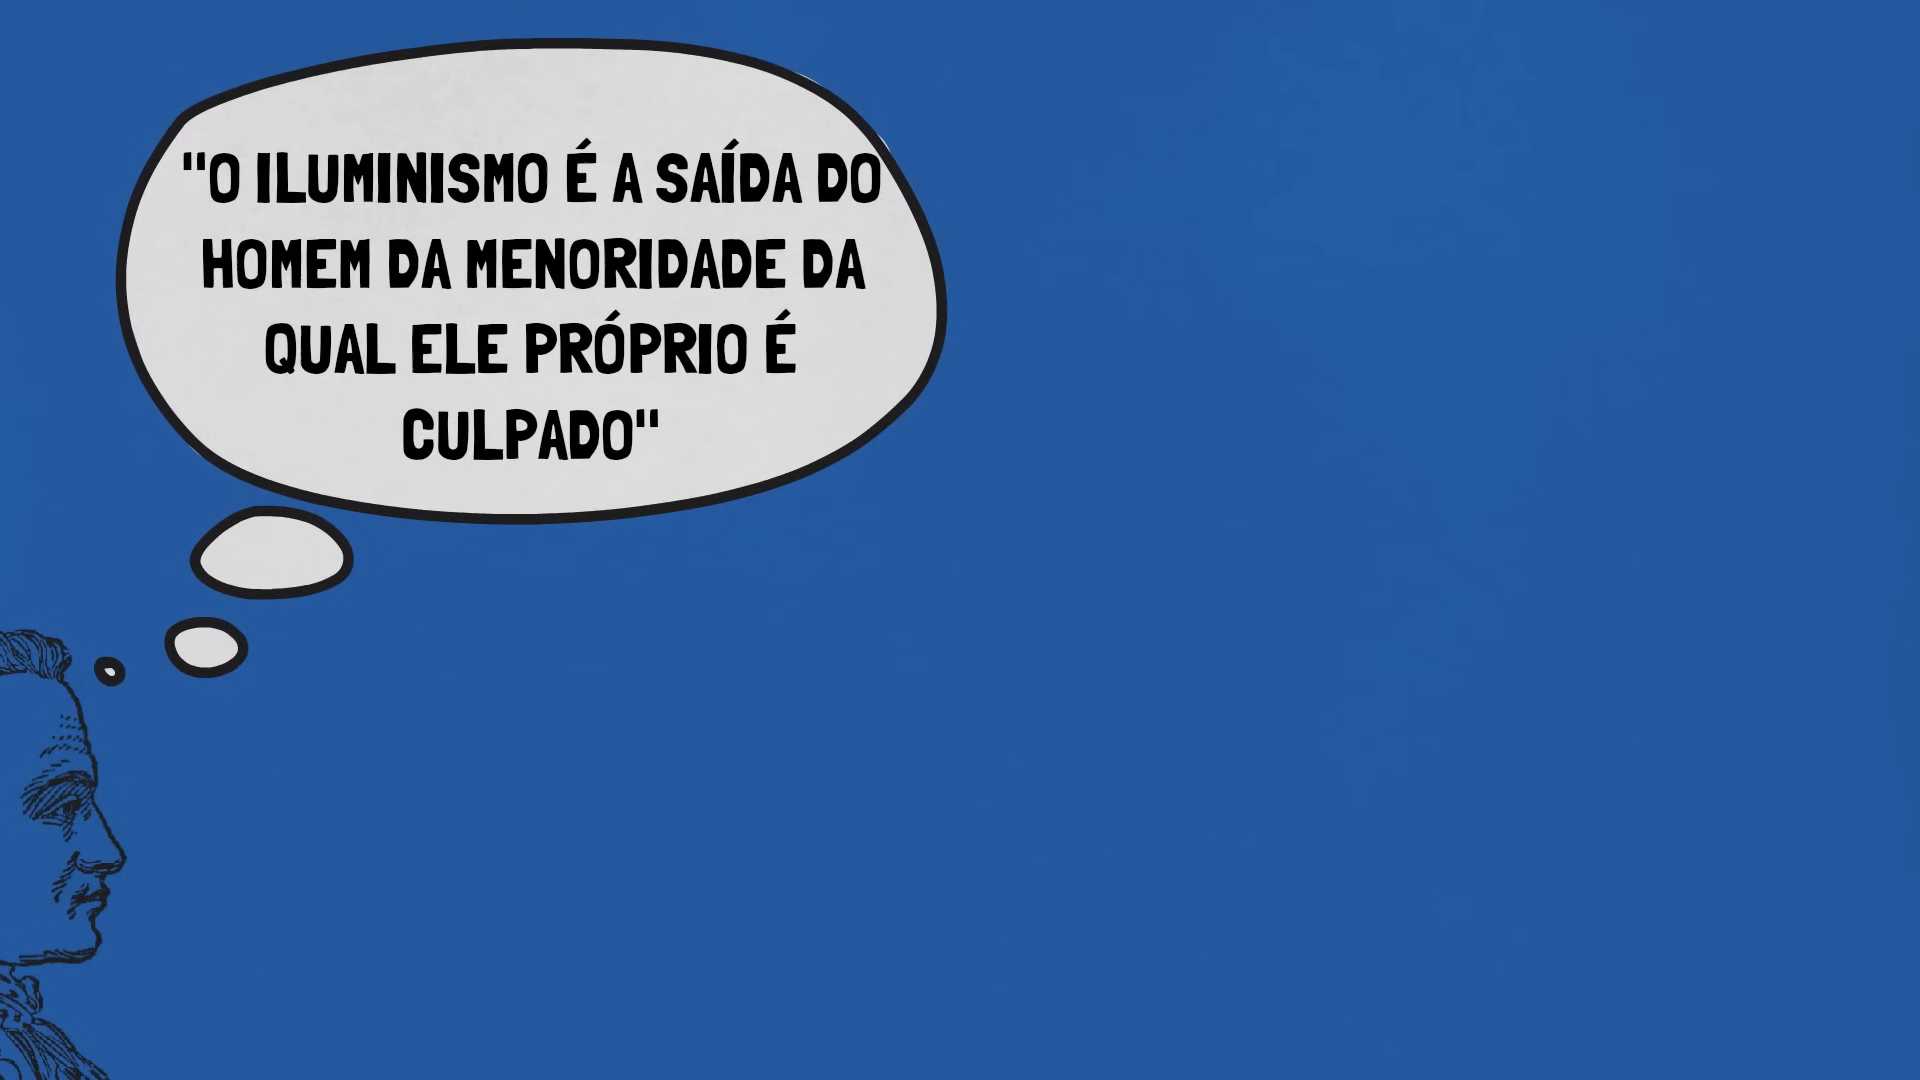 "O ILUMINISMO É A SAÍDA DO
HOMEM DA MENORIDADE DA
QUAL ELE PRÓPRIO É
CULPADO"